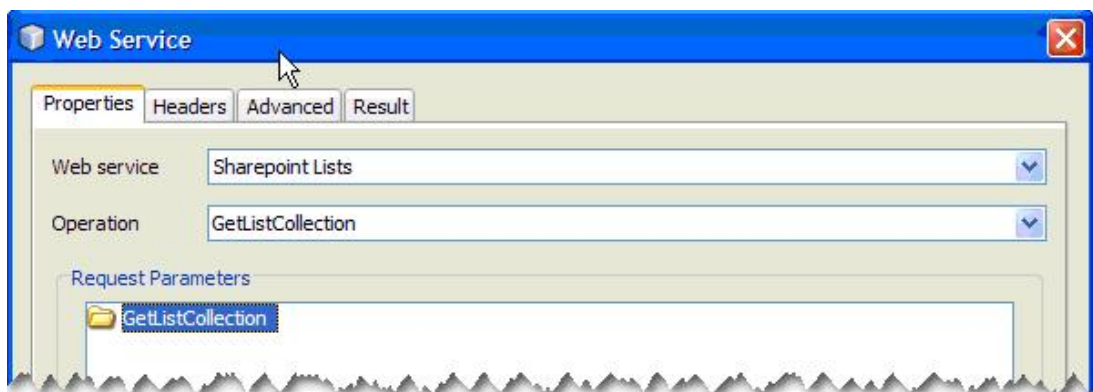 Web Service
Properties Headers Advanced Result
Web service Sharepoint Lists
Operation GetListCollection
Request Parameters
GetListCollection